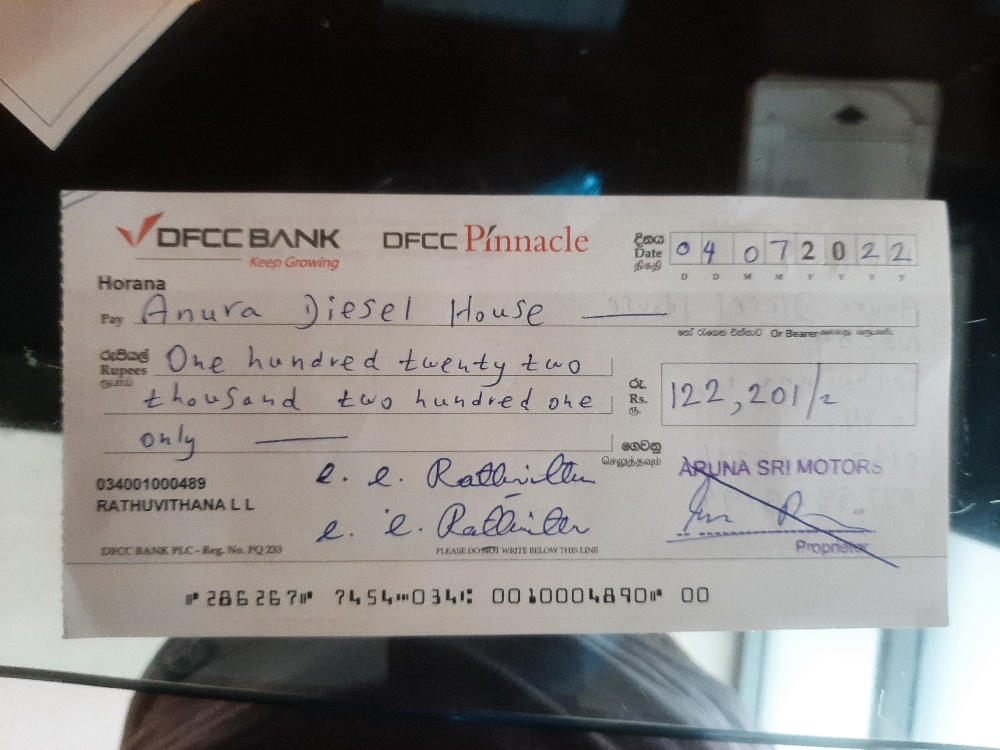 DFCC BANK
Keep Growing
DFCC Pinnacle
දිනය
Date
திகதி
0 4 0 7 2 0 2 2
D D M M Y Y Y Y
Horana
Pay Anura Diesel House
Or Bearer
රුපියල්
Rupees
ரூபாய்
One hundred twenty two
thousand two hundred one
only
රු.
Rs.
ரூ.
122,201/=
ගෙවනු
செலுத்தவும்
034001000489
RATHUVITHANA L L
ARUNA SRI MOTORS
Proprietor
DFCC BANK PLC - Reg. No. PQ 233
PLEASE DO NOT WRITE BELOW THIS LINE
⑈286267⑈ 7454⑉034⑆ 0010004890⑈ 00